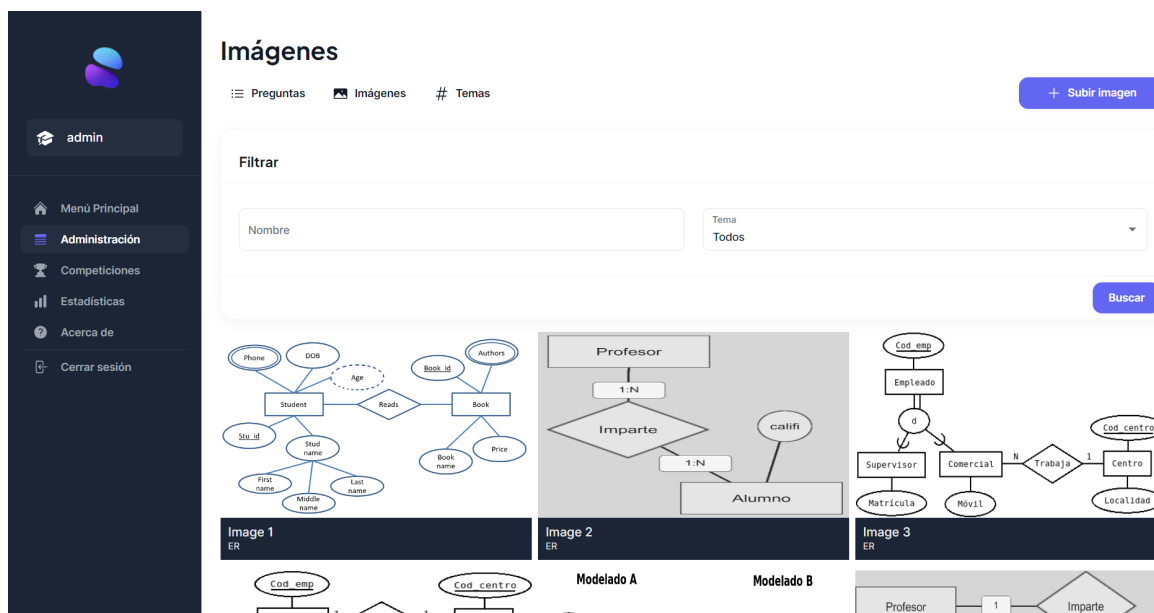 Imágenes
Preguntas
Imágenes
Temas
Subir imagen
admin
Menú Principal
Administración
Competiciones
Estadísticas
Acerca de
Cerrar sesión
Filtrar
Nombre
Tema
Todos
Buscar
Phone
DOB
Age
Book_id
Authors
Student
Reads
Book
Stu_id
Stud
name
Book
name
Price
First
name
Middle
name
Last
name
Image 1
ER
Profesor
1:N
Imparte
califi
1:N
Alumno
Image 2
ER
Cod_emp
Empleado
d
Cod_centro
Supervisor
Comercial
N
Trabaja
1
Centro
Matrícula
Móvil
Localidad
Image 3
ER
Cod_emp
Cod_centro
Modelado A
Modelado B
Profesor
1
Imparte